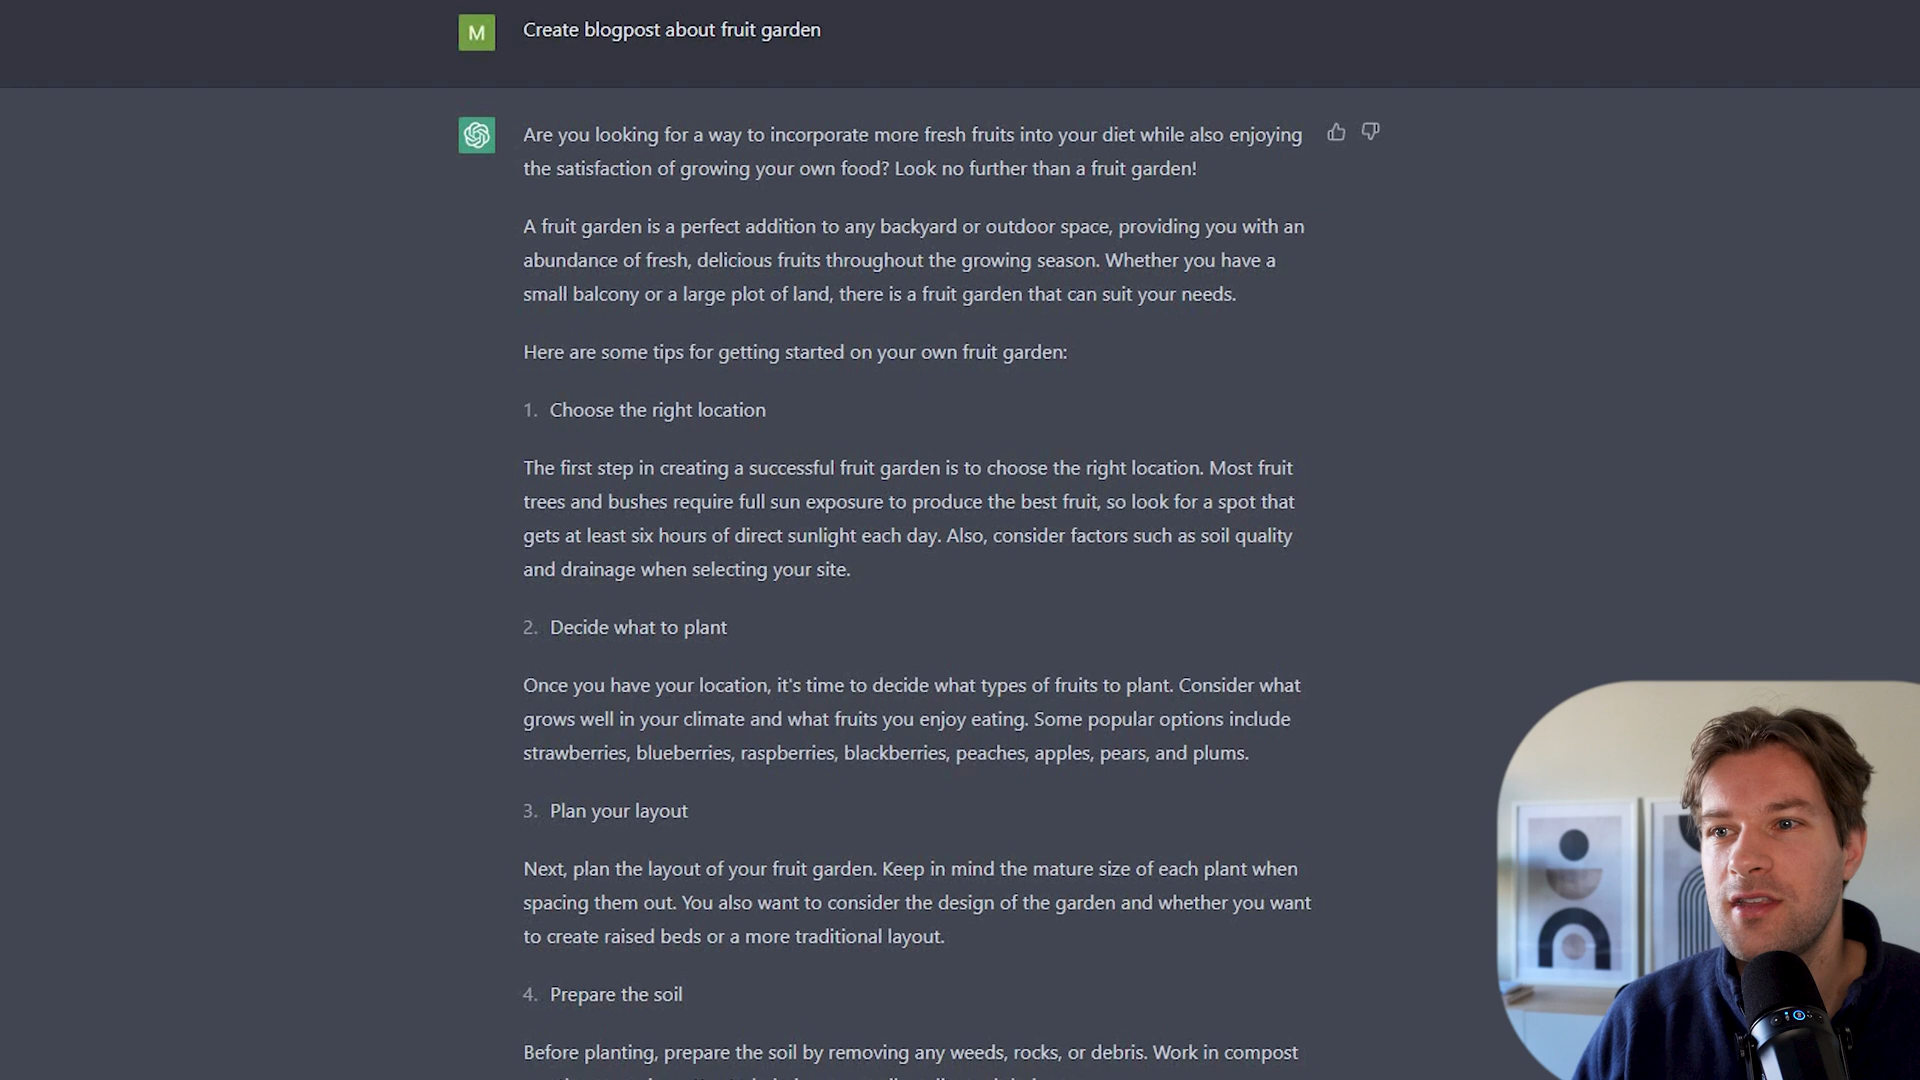 M
Create blogpost about fruit garden
Are you looking for a way to incorporate more fresh fruits into your diet while also enjoying
the satisfaction of growing your own food? Look no further than a fruit garden!
A fruit garden is a perfect addition to any backyard or outdoor space, providing you with an
abundance of fresh, delicious fruits throughout the growing season. Whether you have a
small balcony or a large plot of land, there is a fruit garden that can suit your needs.
Here are some tips for getting started on your own fruit garden:
1. Choose the right location
The first step in creating a successful fruit garden is to choose the right location. Most fruit
trees and bushes require full sun exposure to produce the best fruit, so look for a spot that
gets at least six hours of direct sunlight each day. Also, consider factors such as soil quality
and drainage when selecting your site.
2. Decide what to plant
Once you have your location, it's time to decide what types of fruits to plant. Consider what
grows well in your climate and what fruits you enjoy eating. Some popular options include
strawberries, blueberries, raspberries, blackberries, peaches, apples, pears, and plums.
3. Plan your layout
Next, plan the layout of your fruit garden. Keep in mind the mature size of each plant when
spacing them out. You also want to consider the design of the garden and whether you want
to create raised beds or a more traditional layout.
4. Prepare the soil
Before planting, prepare the soil by removing any weeds, rocks, or debris. Work in compost